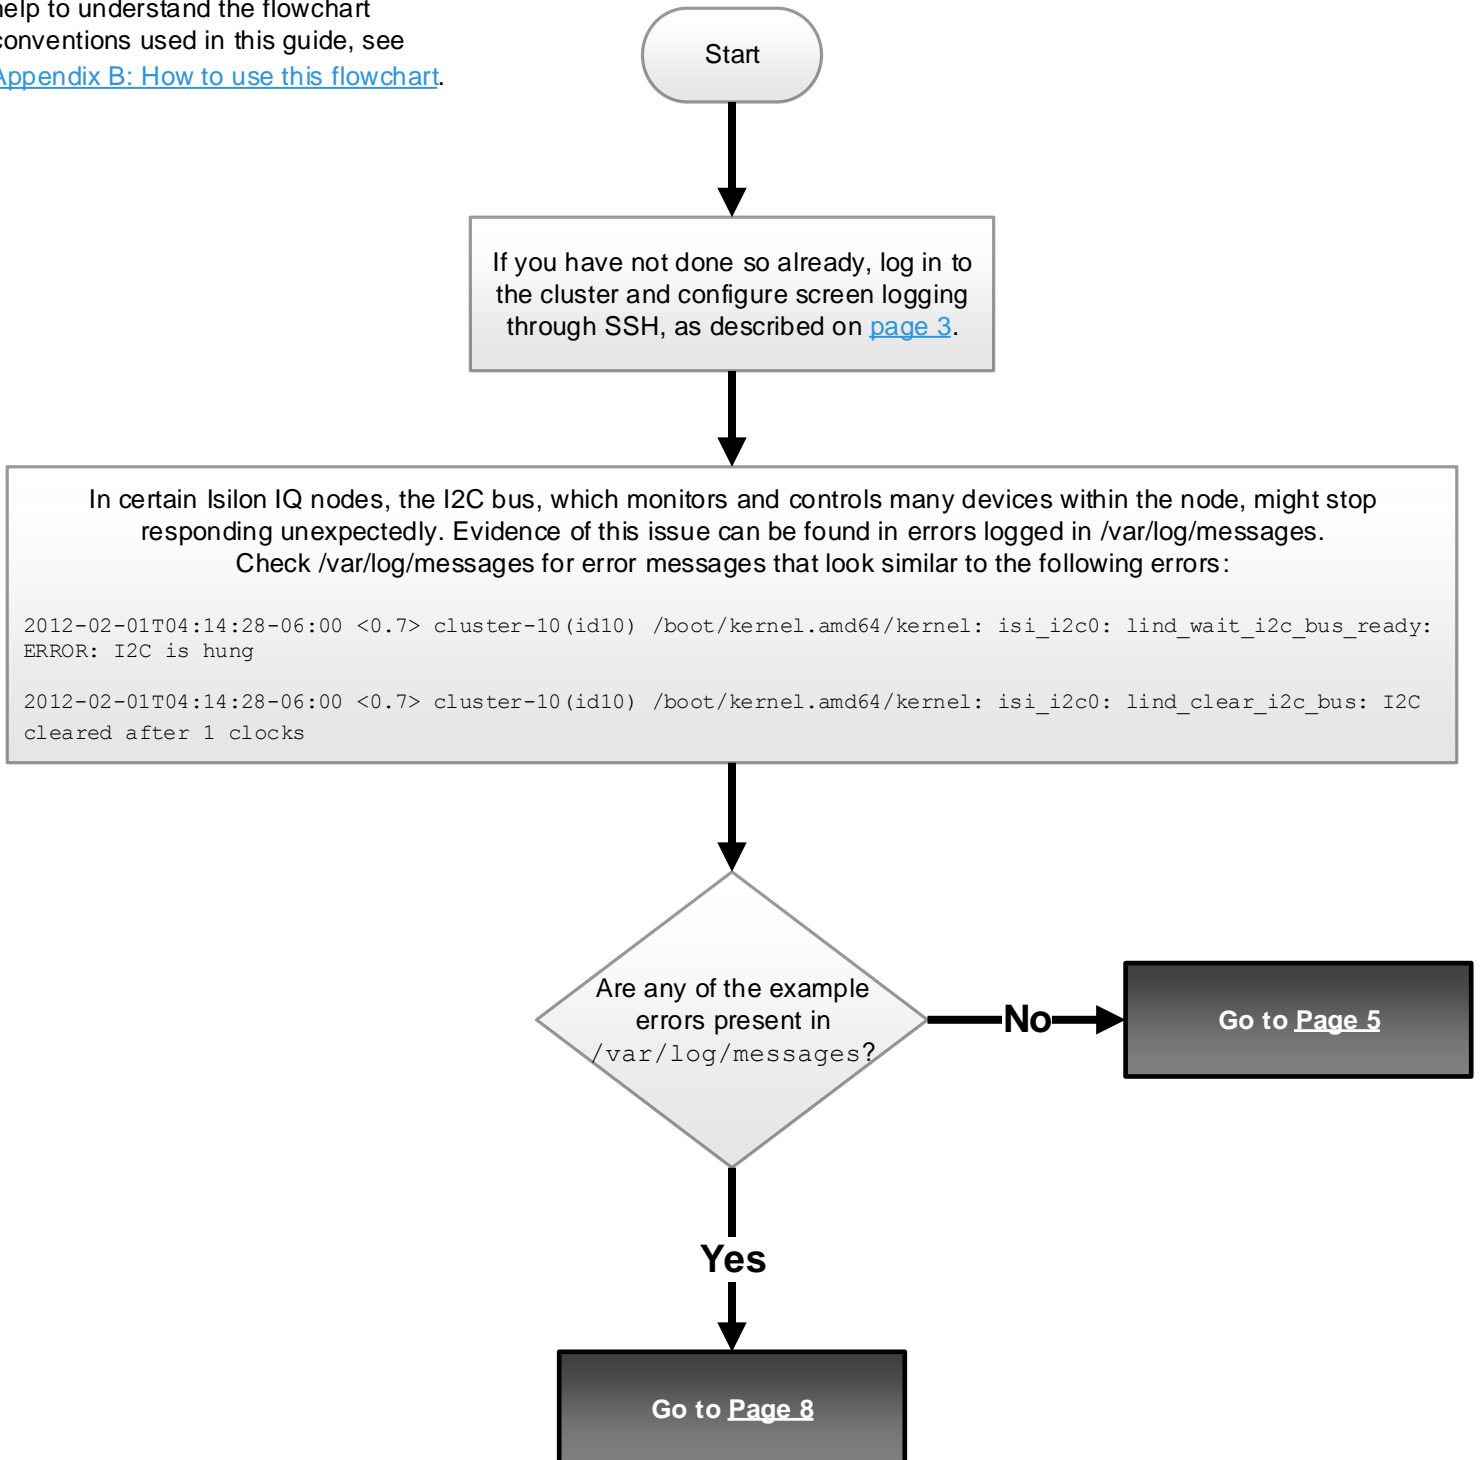 help to understand the flowchart
conventions used in this guide, see
Appendix B: How to use this flowchart.
Start
If you have not done so already, log in to
the cluster and configure screen logging
through SSH, as described on page 3.
In certain Isilon IQ nodes, the I2C bus, which monitors and controls many devices within the node, might stop
responding unexpectedly. Evidence of this issue can be found in errors logged in /var/log/messages.
Check /var/log/messages for error messages that look similar to the following errors:
2012-02-01T04:14:28-06:00 <0.7> cluster-10(id10) /boot/kernel.amd64/kernel: isi_i2c0: lind_wait_i2c_bus_ready:
ERROR: I2C is hung
2012-02-01T04:14:28-06:00 <0.7> cluster-10(id10) /boot/kernel.amd64/kernel: isi_i2c0: lind_clear_i2c_bus: I2C
cleared after 1 clocks
Are any of the example
errors present in
/var/log/messages?
No
Go to Page 5
Yes
Go to Page 8